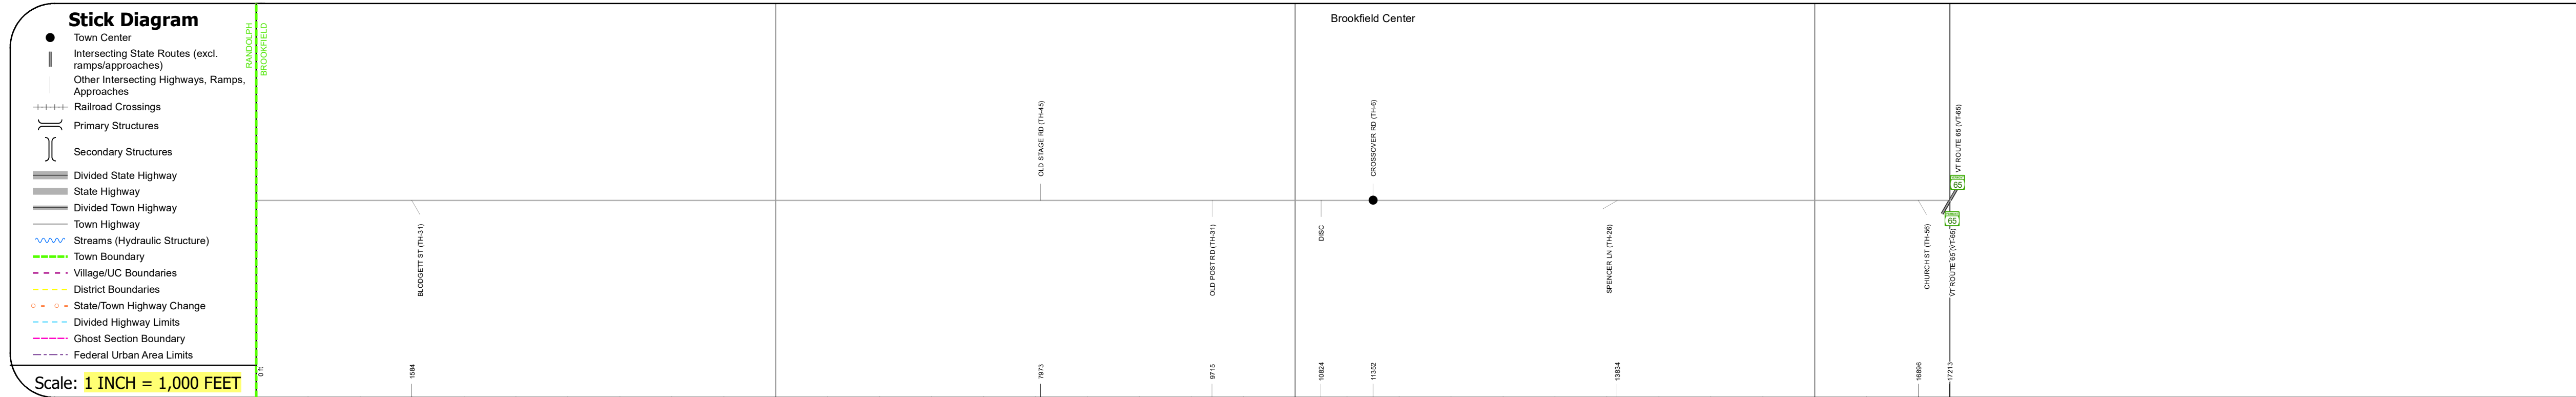 Stick Diagram
Town Center
Intersecting State Routes (excl.
ramps/approaches)
Other Intersecting Highways, Ramps,
Approaches
Railroad Crossings
Primary Structures
Secondary Structures
Divided State Highway
State Highway
Divided Town Highway
Town Highway
Streams (Hydraulic Structure)
Town Boundary
Village/UC Boundaries
District Boundaries
State/Town Highway Change
Divided Highway Limits
Ghost Section Boundary
Federal Urban Area Limits
Scale: 1 INCH = 1,000 FEET
RANDOLPH
BROOKFIELD
Brookfield Center
OLD STAGE RD (TH-45)
CROSSOVER RD (TH-6)
VT ROUTE 65 (VT-65)
65
65
BLODGETT ST (TH-31)
OLD POST RD (TH-31)
DISC
SPENCER LN (TH-26)
CHURCH ST (TH-56)
VT ROUTE 65 (VT-65)
0 ft
1584
7973
9715
10824
11352
13834
16896
17213